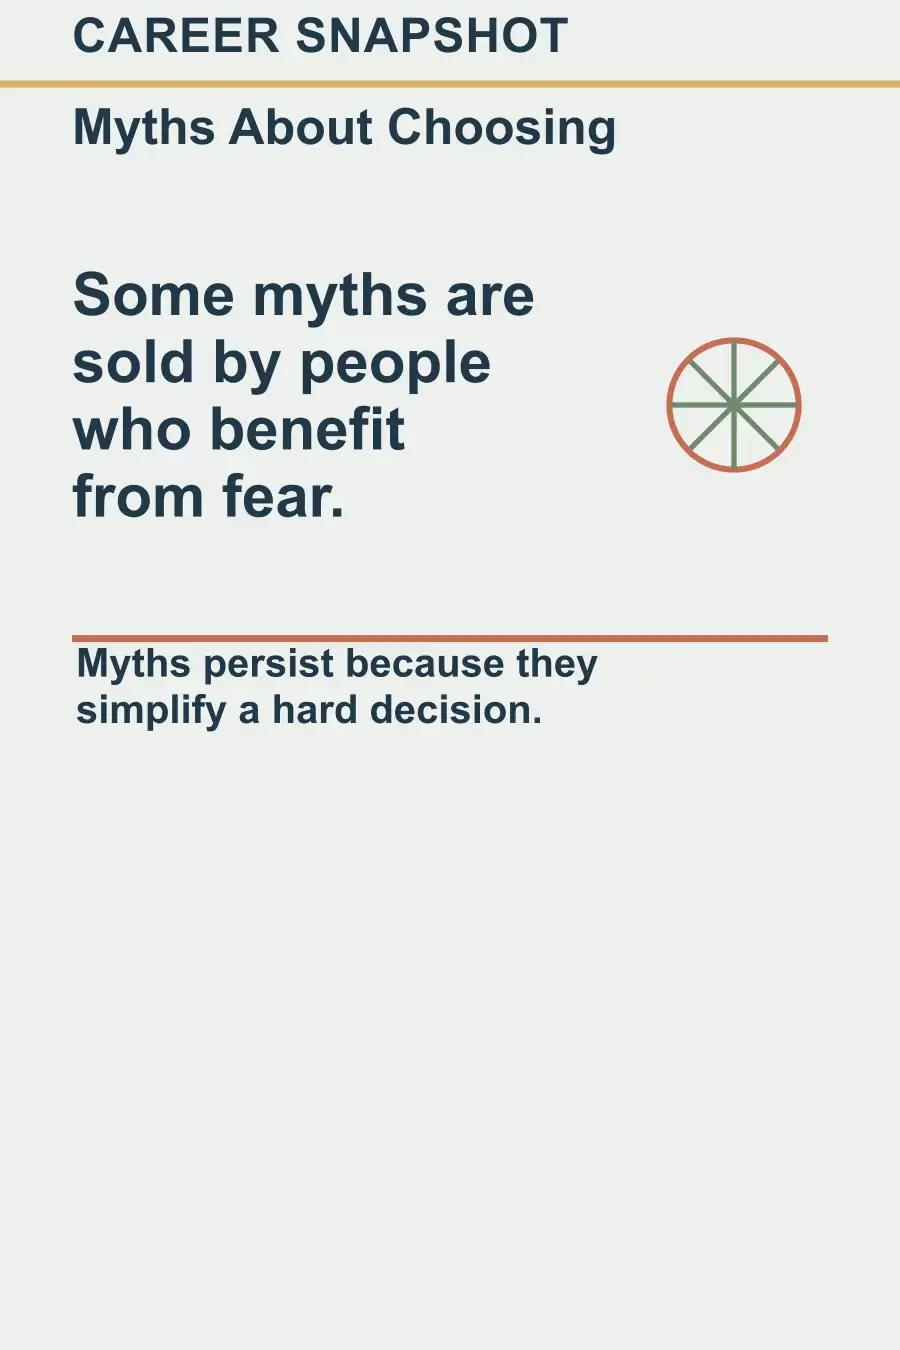 CAREER SNAPSHOT
Myths About Choosing
Some myths are
sold by people
who benefit
from fear.
Myths persist because they
simplify a hard decision.